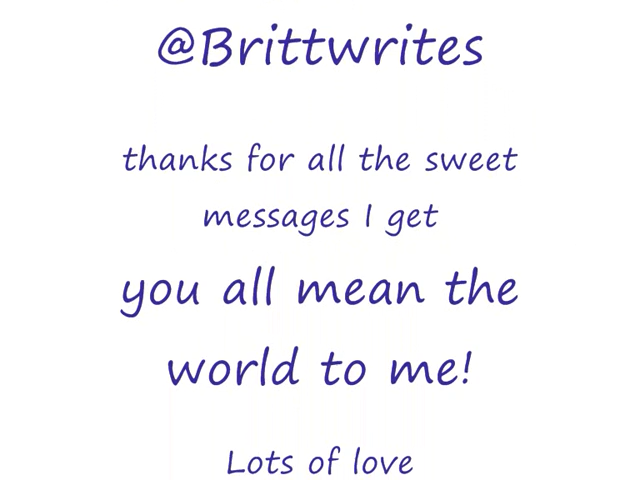 @Brittwrites
thanks for all the sweet
messages I get
you all mean the
world to me!
Lots of love